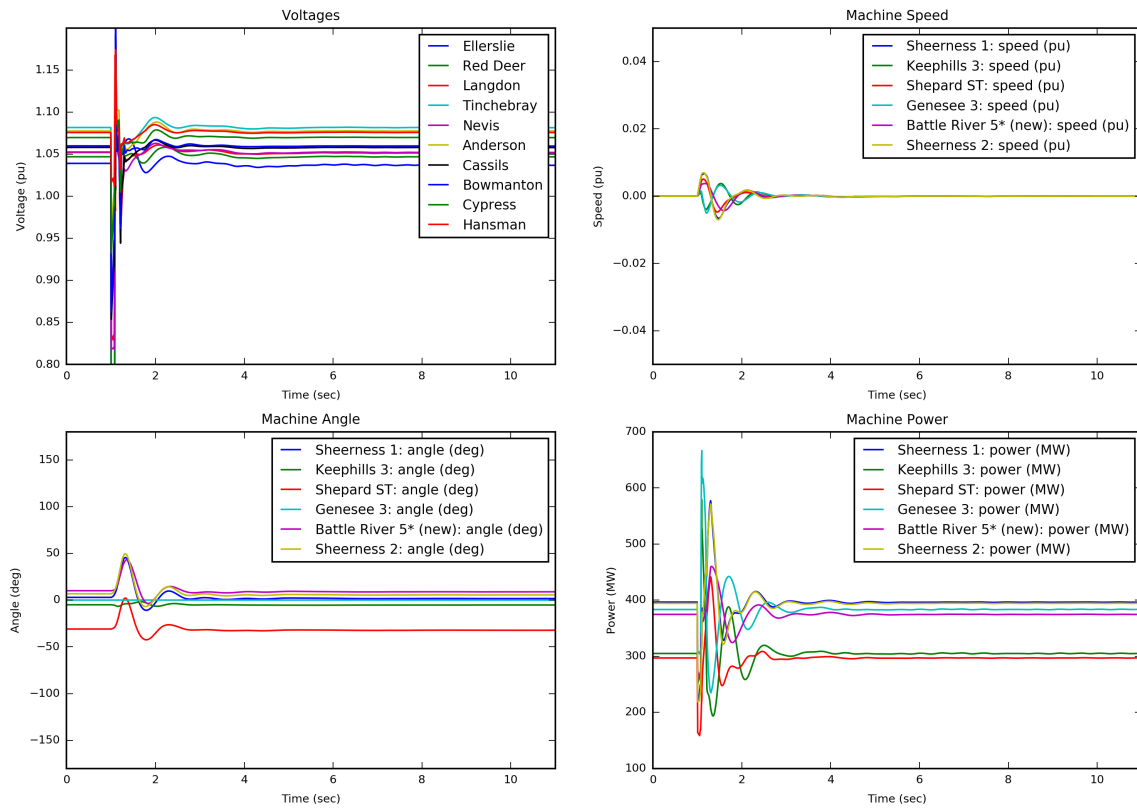 Voltages
1.15
1.10
1.05
1.00
0.95
0.90
0.85
0.80
Voltage (pu)
0
2
4
6
8
10
Time (sec)
Ellerslie
Red Deer
Langdon
Tinchebray
Nevis
Anderson
Cassils
Bowmanton
Cypress
Hansman
Machine Speed
0.04
0.02
0.00
−0.02
−0.04
Speed (pu)
0
2
4
6
8
10
Time (sec)
Sheerness 1: speed (pu)
Keephills 3: speed (pu)
Shepard ST: speed (pu)
Genesee 3: speed (pu)
Battle River 5* (new): speed (pu)
Sheerness 2: speed (pu)
Machine Angle
150
100
50
0
−50
−100
−150
Angle (deg)
0
2
4
6
8
10
Time (sec)
Sheerness 1: angle (deg)
Keephills 3: angle (deg)
Shepard ST: angle (deg)
Genesee 3: angle (deg)
Battle River 5* (new): angle (deg)
Sheerness 2: angle (deg)
Machine Power
700
600
500
400
300
200
100
Power (MW)
0
2
4
6
8
10
Time (sec)
Sheerness 1: power (MW)
Keephills 3: power (MW)
Shepard ST: power (MW)
Genesee 3: power (MW)
Battle River 5* (new): power (MW)
Sheerness 2: power (MW)